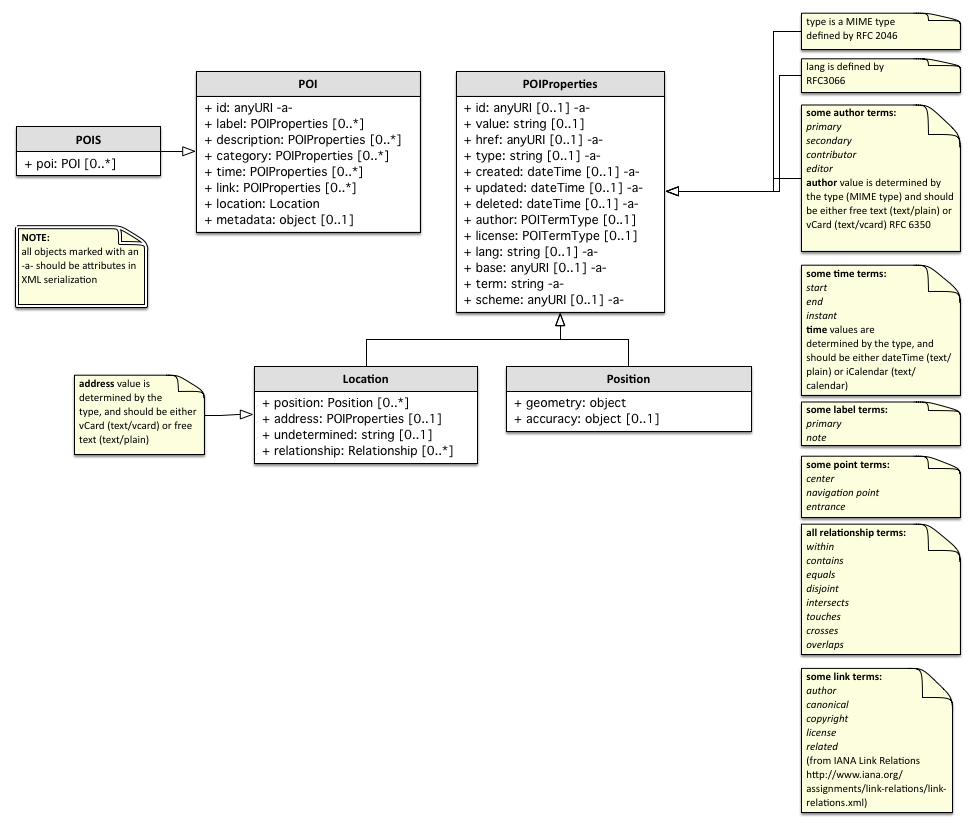 POIS
+ poi: POI [0..*]
NOTE:
all objects marked with an
-a- should be attributes in
XML serialization
POI
+ id: anyURI -a-
+ label: POIProperties [0..*]
+ description: POIProperties [0..*]
+ category: POIProperties [0..*]
+ time: POIProperties [0..*]
+ link: POIProperties [0..*]
+ location: Location
+ metadata: object [0..1]
POIProperties
+ id: anyURI [0..1] -a-
+ value: string [0..1]
+ href: anyURI [0..1] -a-
+ type: string [0..1] -a-
+ created: dateTime [0..1] -a-
+ updated: dateTime [0..1] -a-
+ deleted: dateTime [0..1] -a-
+ author: POITermType [0..1]
+ license: POITermType [0..1]
+ lang: string [0..1] -a-
+ base: anyURI [0..1] -a-
+ term: string -a-
+ scheme: anyURI [0..1] -a-
address value is
determined by the
type, and should be either
vCard (text/vcard) or free
text (text/plain)
Location
+ position: Position [0..*]
+ address: POIProperties [0..1]
+ undetermined: string [0..1]
+ relationship: Relationship [0..*]
Position
+ geometry: object
+ accuracy: object [0..1]
type is a MIME type
defined by RFC 2046
lang is defined by
RFC3066
some author terms:
primary
secondary
contributor
editor
author value is determined by
the type (MIME type) and should
be either free text (text/plain) or
vCard (text/vcard) RFC 6350
some time terms:
start
end
instant
time values are
determined by the type, and
should be either dateTime (text/
plain) or iCalendar (text/
calendar)
some label terms:
primary
note
some point terms:
center
navigation point
entrance
all relationship terms:
within
contains
equals
disjoint
intersects
touches
crosses
overlaps
some link terms:
author
canonical
copyright
license
related
(from IANA Link Relations
http://www.iana.org/
assignments/link-relations/link-
relations.xml)